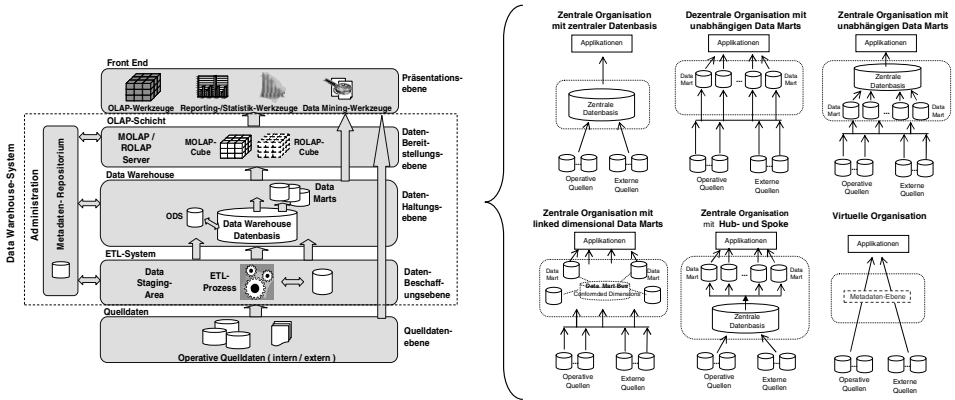 Data Warehouse-System
Administration
Metadaten- Repositorium
Front End
OLAP-Werkzeuge
Reporting-/Statistik-Werkzeuge
Data Mining-Werkzeuge
Präsentations-
ebene
OLAP-Schicht
MOLAP /
ROLAP
Server
MOLAP-
Cube
ROLAP-
Cube
Daten-
Bereit-
stellungs-
ebene
Data Warehouse
ODS
Data
Marts
Data Warehouse
Datenbasis
Daten-
Haltungs-
ebene
ETL-System
Data
Staging-
Area
ETL-
Prozess
Daten-
Beschaf-
fungsebene
Quelldaten
Operative Quelldaten ( intern / extern )
Quelldaten-
ebene
Zentrale Organisation
mit zentraler Datenbasis
Applikationen
Zentrale
Datenbasis
Operative
Quellen
Externe
Quellen
Dezentrale Organisation mit
unabhängigen Data Marts
Applikationen
Data
Mart
...
Data
Mart
Operative
Quellen
Externe
Quellen
Zentrale Organisation mit
unabhängigen Data Marts
Applikationen
Zentrale
Datenbasis
Data
Mart
...
Data
Mart
Operative
Quellen
Externe
Quellen
Zentrale Organisation mit
linked dimensional Data Marts
Applikationen
Data
Mart
Data
Mart
Data Mart Bus
Conformded Dimensions
Operative
Quellen
Externe
Quellen
Zentrale Organisation
mit Hub- und Spoke
Applikationen
Data
Mart
...
Data
Mart
Zentrale
Datenbasis
Operative
Quellen
Externe
Quellen
Virtuelle Organisation
Applikationen
Metadaten-Ebene
Operative
Quellen
Externe
Quellen